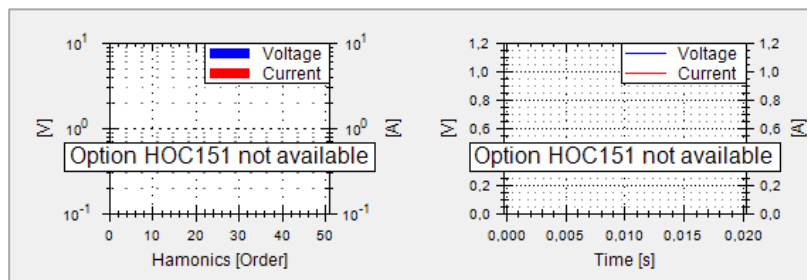 10¹ 10¹
Voltage
Current
[V] 10⁰ 10⁰ [A]
Option HOC151 not available
10⁻¹ 10⁻¹
0 10 20 30 40 50
Hamonics [Order]
1,2 1,2
Voltage
Current
1,0 1,0
0,8 0,8
[V] 0,6 0,6 [A]
Option HOC151 not available
0,2 0,2
0,0 0,0
0,000 0,005 0,010 0,015 0,020
Time [s]